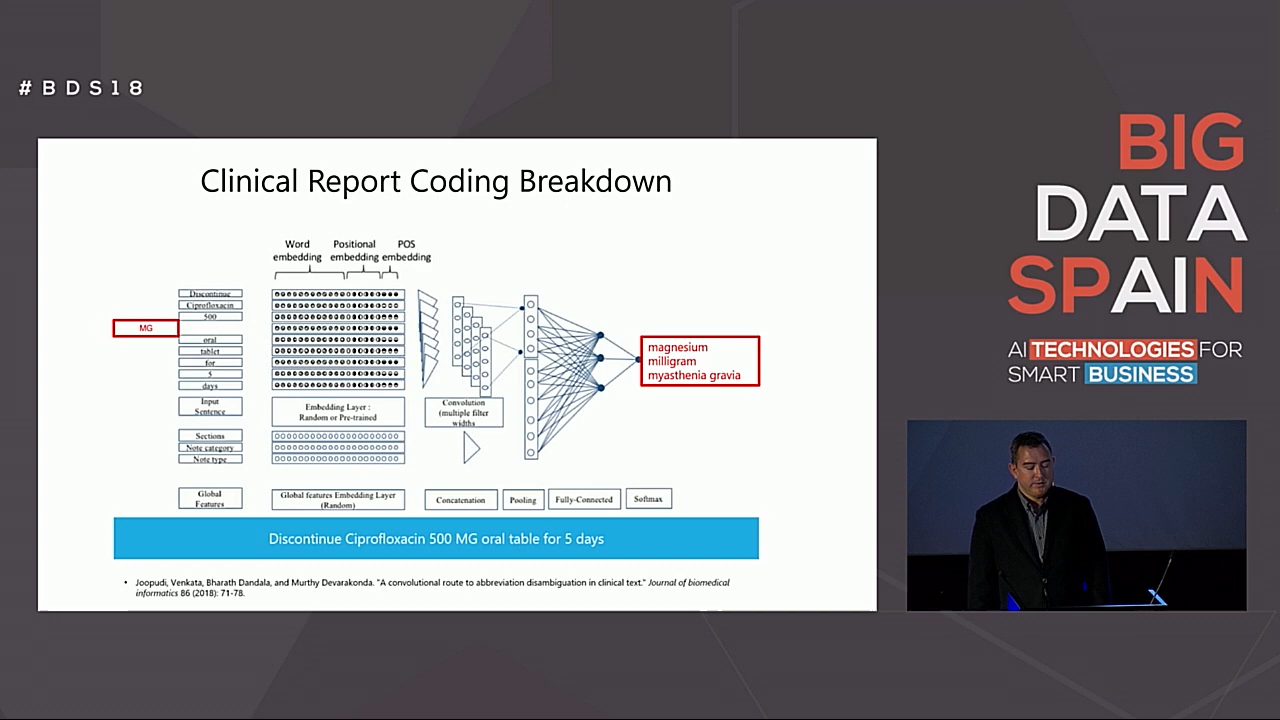 #BDS18
BIG
DATA
SPAIN
AI TECHNOLOGIES FOR
SMART BUSINESS
Clinical Report Coding Breakdown
Word embedding
Positional embedding
POS embedding
Discontinue
Ciprofloxacin
500
MG
oral
tablet
for
5
days
Input
Sentence
Embedding Layer :
Random or Pre-trained
Convolution
(multiple filter
widths
Sections
Note category
Note type
Global
Features
Global features Embedding Layer
(Random)
Concatenation
Pooling
Fully-Connected
Softmax
magnesium
milligram
myasthenia gravia
Discontinue Ciprofloxacin 500 MG oral table for 5 days
• Joopudi, Venkata, Bharath Dandala, and Murthy Devarakonda. "A convolutional route to abbreviation disambiguation in clinical text." Journal of biomedical
informatics 86 (2018): 71-78.